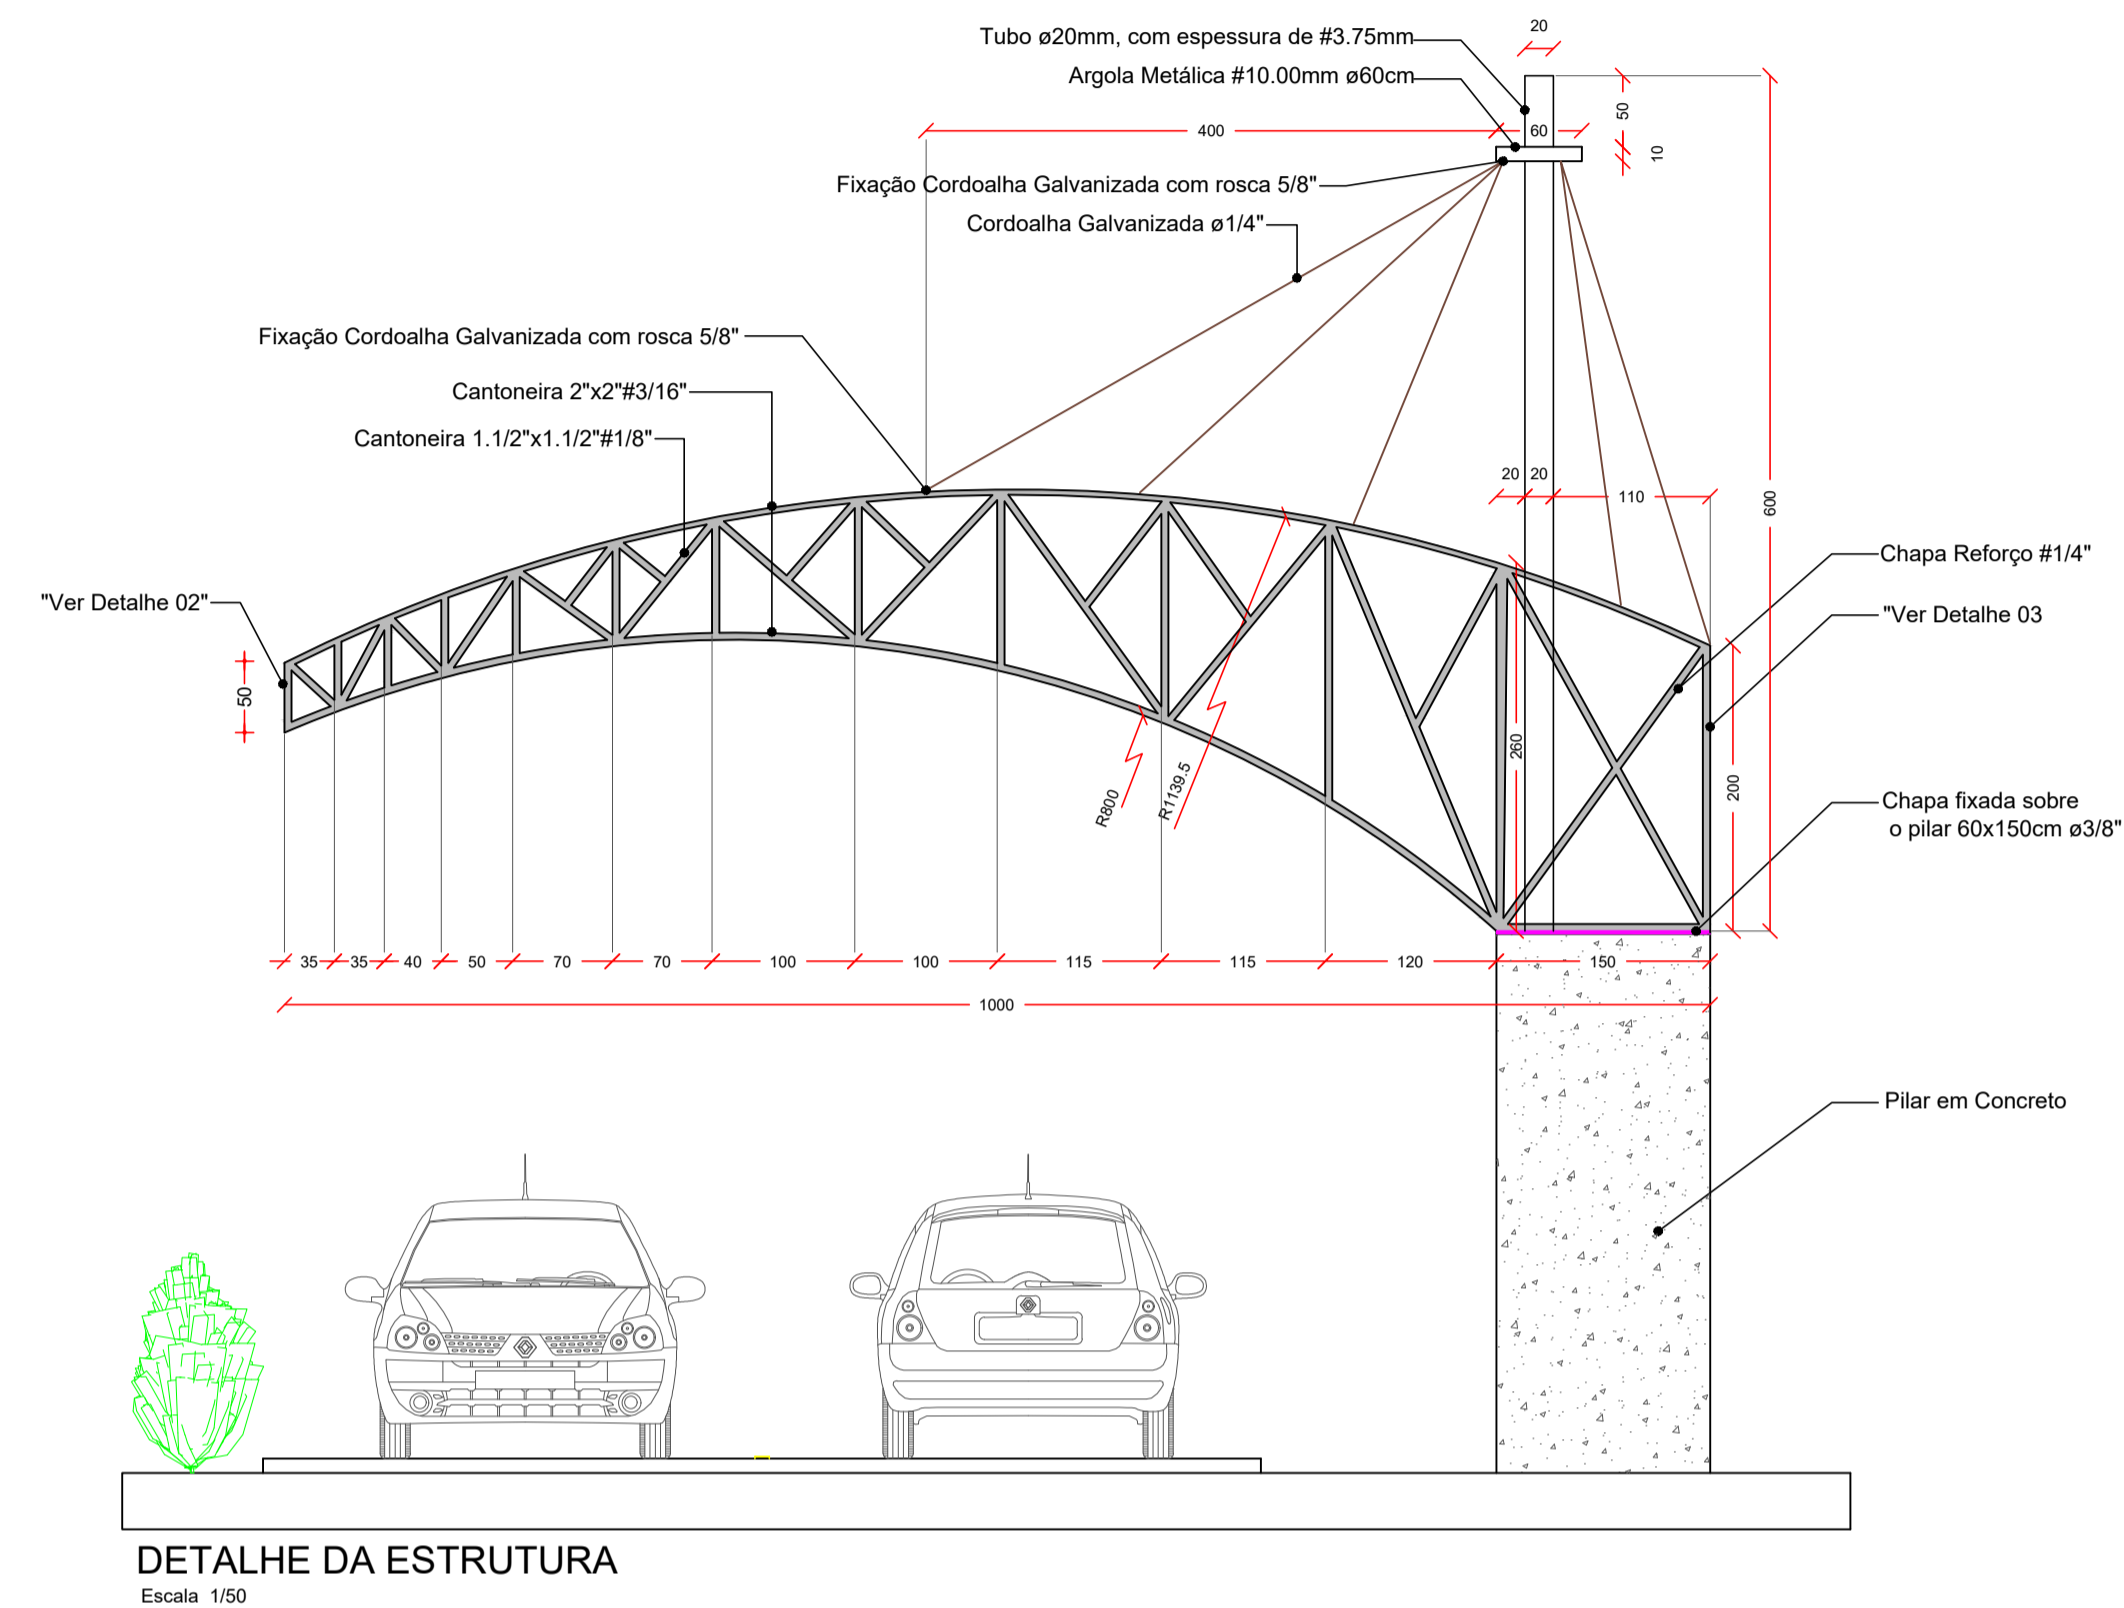 20
Tubo ø20mm, com espessura de #3.75mm
Argola Metálica #10.00mm ø60cm
50
400
60
10
Fixação Cordoalha Galvanizada com rosca 5/8"
Cordoalha Galvanizada ø1/4"
Fixação Cordoalha Galvanizada com rosca 5/8"
Cantoneira 2"x2"#3/16"
Cantoneira 1.1/2"x1.1/2"#1/8"
20
20
110
600
Chapa Reforço #1/4"
"Ver Detalhe 02"
"Ver Detalhe 03
50
260
200
R800
R1139.5
Chapa fixada sobre
o pilar 60x150cm ø3/8"
35
35
40
50
70
70
100
100
115
115
120
150
1000
Pilar em Concreto
DETALHE DA ESTRUTURA
Escala 1/50